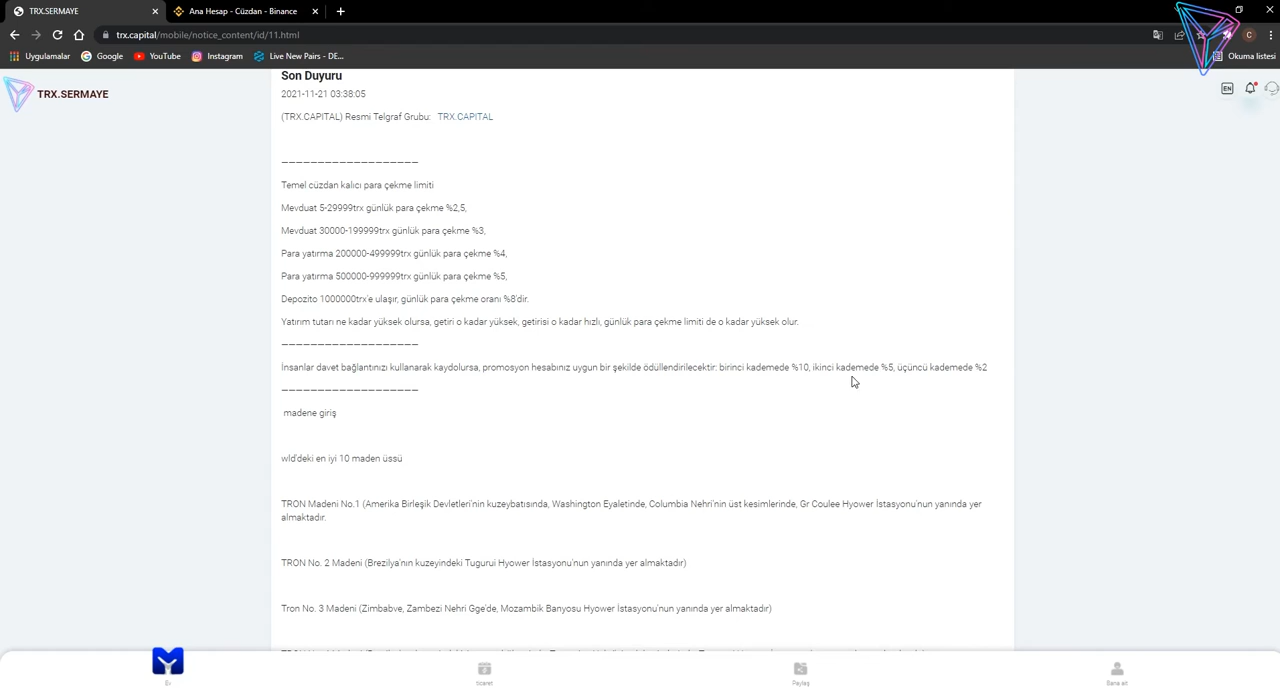 TRX.SERMAYE
Ana Hesap - Cüzdan - Binance
trx.capital/mobile/notice_content/id/11.html
Uygulamalar
Google
YouTube
Instagram
Live New Pairs - DE...
Okuma listesi
TRX.SERMAYE
EN
Son Duyuru
2021-11-21 03:38:05
(TRX.CAPITAL) Resmi Telgraf Grubu: TRX.CAPITAL
———————————————————
Temel cüzdan kalıcı para çekme limiti
Mevduat 5-29999trx günlük para çekme %2,5,
Mevduat 30000-199999trx günlük para çekme %3,
Para yatırma 200000-499999trx günlük para çekme %4,
Para yatırma 500000-999999trx günlük para çekme %5,
Depozito 1000000trx'e ulaşır, günlük para çekme oranı %8'dir.
Yatırım tutarı ne kadar yüksek olursa, getiri o kadar yüksek, getirisi o kadar hızlı, günlük para çekme limiti de o kadar yüksek olur.
———————————————————
İnsanlar davet bağlantınızı kullanarak kaydolursa, promosyon hesabınız uygun bir şekilde ödüllendirilecektir: birinci kademede %10, ikinci kademede %5, üçüncü kademede %2
———————————————————
madene giriş
wld'deki en iyi 10 maden üssü
TRON Madeni No.1 (Amerika Birleşik Devletleri'nin kuzeybatısında, Washington Eyaletinde, Columbia Nehri'nin üst kesimlerinde, Gr Coulee Hyower İstasyonu'nun yanında yer
almaktadır.
TRON No. 2 Madeni (Brezilya'nın kuzeyindeki Tugurui Hyower İstasyonu'nun yanında yer almaktadır)
Tron No. 3 Madeni (Zimbabve, Zambezi Nehri Gge'de, Mozambik Banyosu Hyower İstasyonu'nun yanında yer almaktadır)
Ev
ticaret
Paylaş
Bana ait